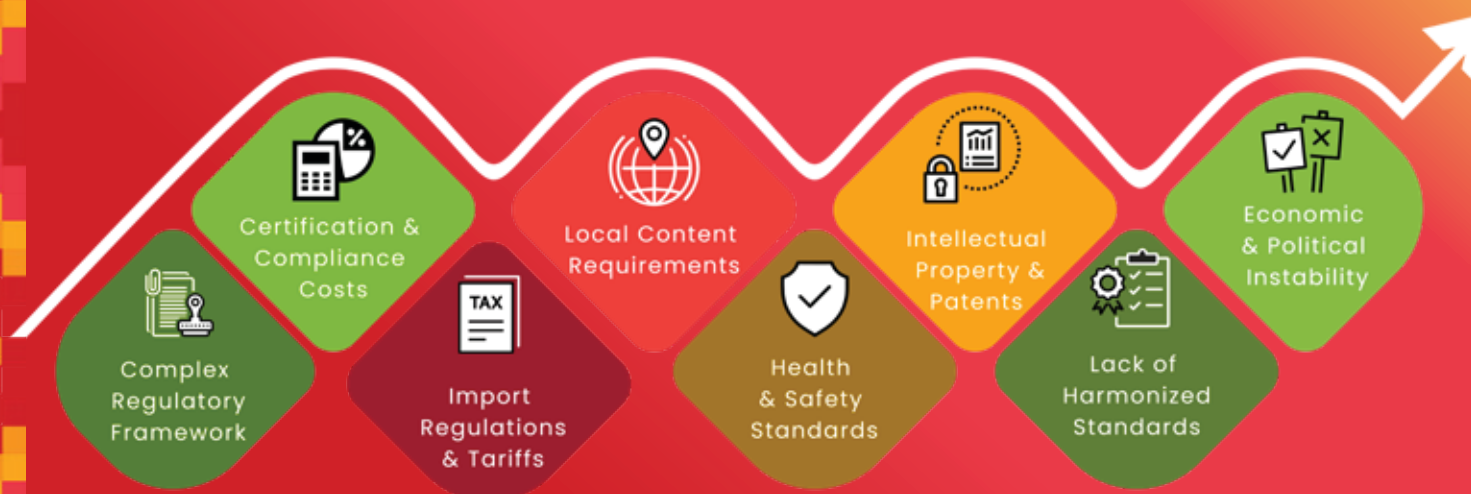 Complex
Regulatory
Framework
Certification &
Compliance
Costs
%
TAX
Import
Regulations
& Tariffs
Local Content
Requirements
Health
& Safety
Standards
Intellectual
Property &
Patents
Lack of
Harmonized
Standards
Economic
& Political
Instability